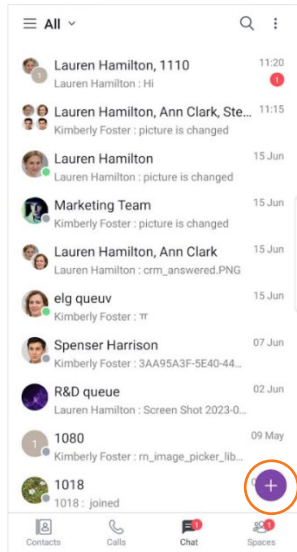 All
Lauren Hamilton, 1110 11:20
1 Lauren Hamilton : Hi 1
Lauren Hamilton, Ann Clark, Ste... 11:15
Kimberly Foster : picture is changed
Lauren Hamilton 15 Jun
Lauren Hamilton : picture is changed
Marketing Team 15 Jun
Kimberly Foster : picture is changed
Lauren Hamilton, Ann Clark 15 Jun
Lauren Hamilton : crm_answered.PNG
elg queuv 15 Jun
Kimberly Foster : ㅠ
Spenser Harrison 07 Jun
Kimberly Foster : 3AA95A3F-5E40-44...
R&D queue 02 Jun
Lauren Hamilton : Screen Shot 2023-0...
1 1080 09 May
Kimberly Foster : rn_image_picker_lib...
1018
1018 : joined
1 1
Contacts Calls Chat Spaces